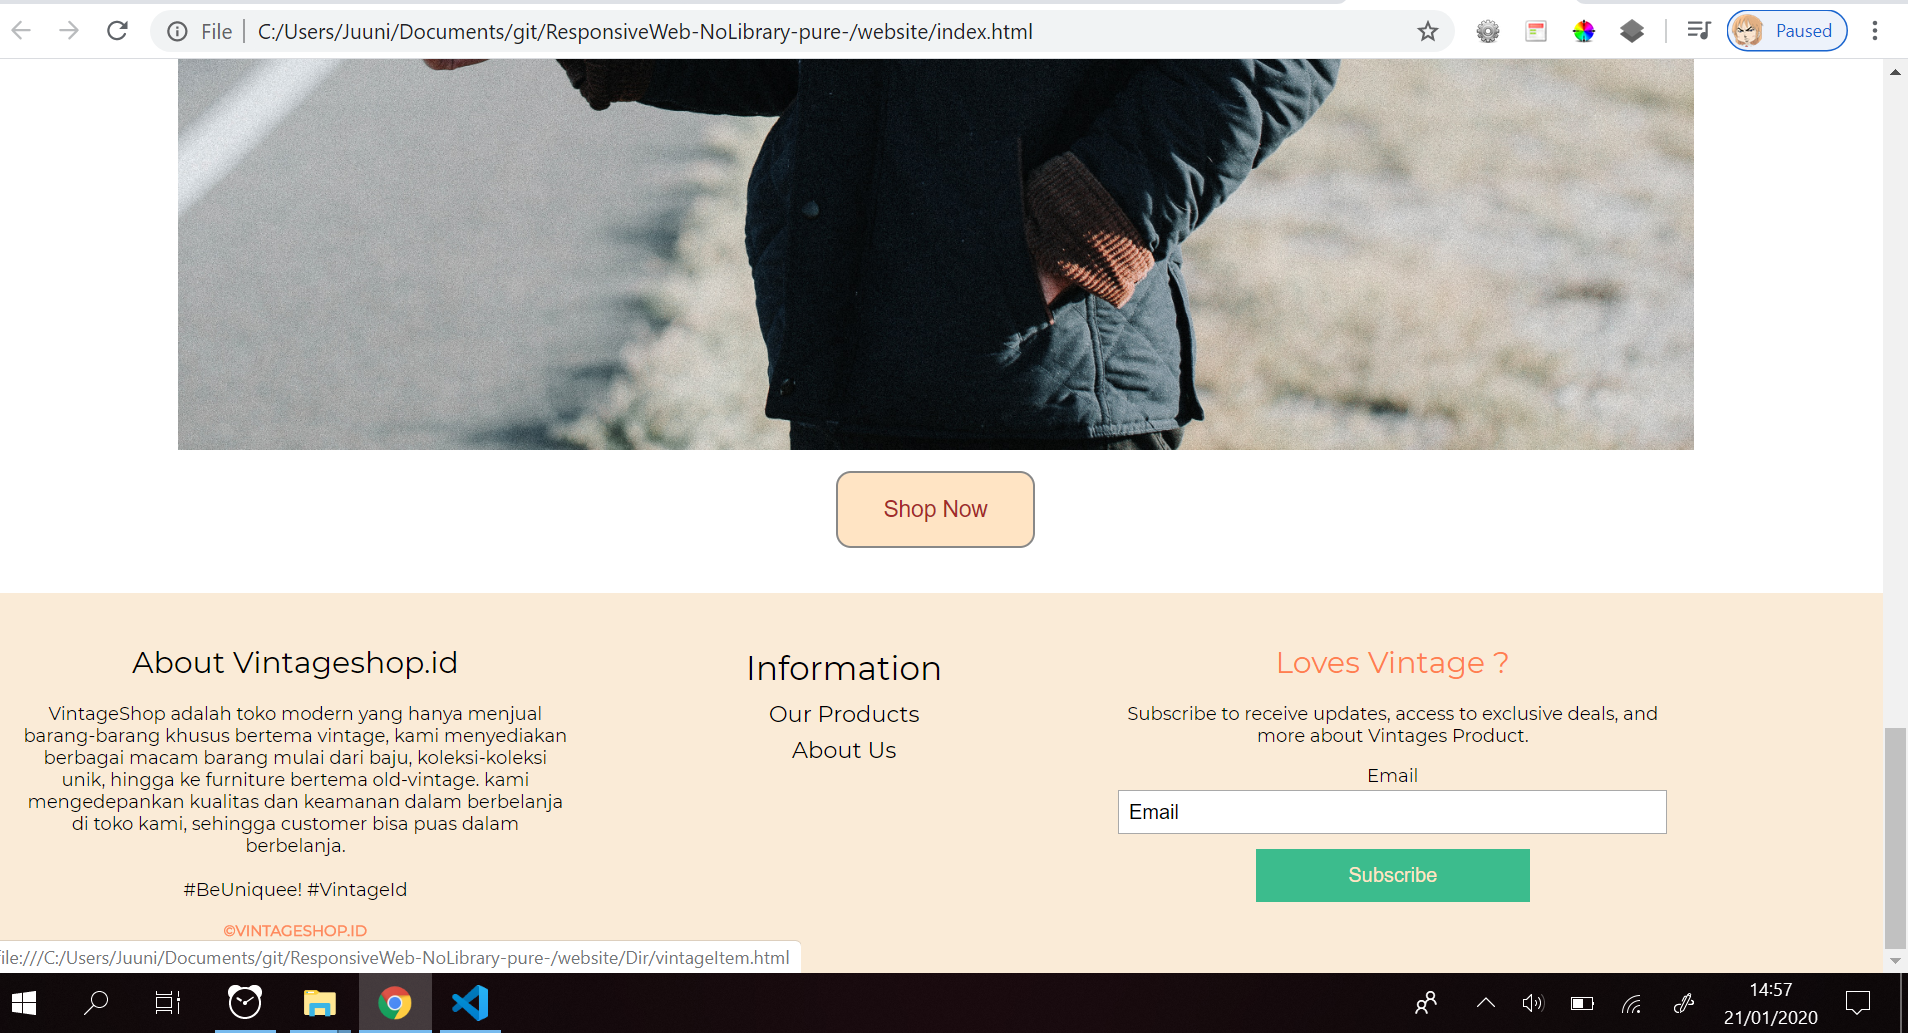 File
C:/Users/Juuni/Documents/git/ResponsiveWeb-NoLibrary-pure-/website/index.html
Paused
Shop Now
About Vintageshop.id
VintageShop adalah toko modern yang hanya menjual
barang-barang khusus bertema vintage, kami menyediakan
berbagai macam barang mulai dari baju, koleksi-koleksi
unik, hingga ke furniture bertema old-vintage. kami
mengedepankan kualitas dan keamanan dalam berbelanja
di toko kami, sehingga customer bisa puas dalam
berbelanja.
#BeUniquee! #VintageId
©VINTAGESHOP.ID
Information
Our Products
About Us
Loves Vintage ?
Subscribe to receive updates, access to exclusive deals, and
more about Vintages Product.
Email
Email
Subscribe
ile:///C:/Users/Juuni/Documents/git/ResponsiveWeb-NoLibrary-pure-/website/Dir/vintageItem.html
14:57
21/01/2020